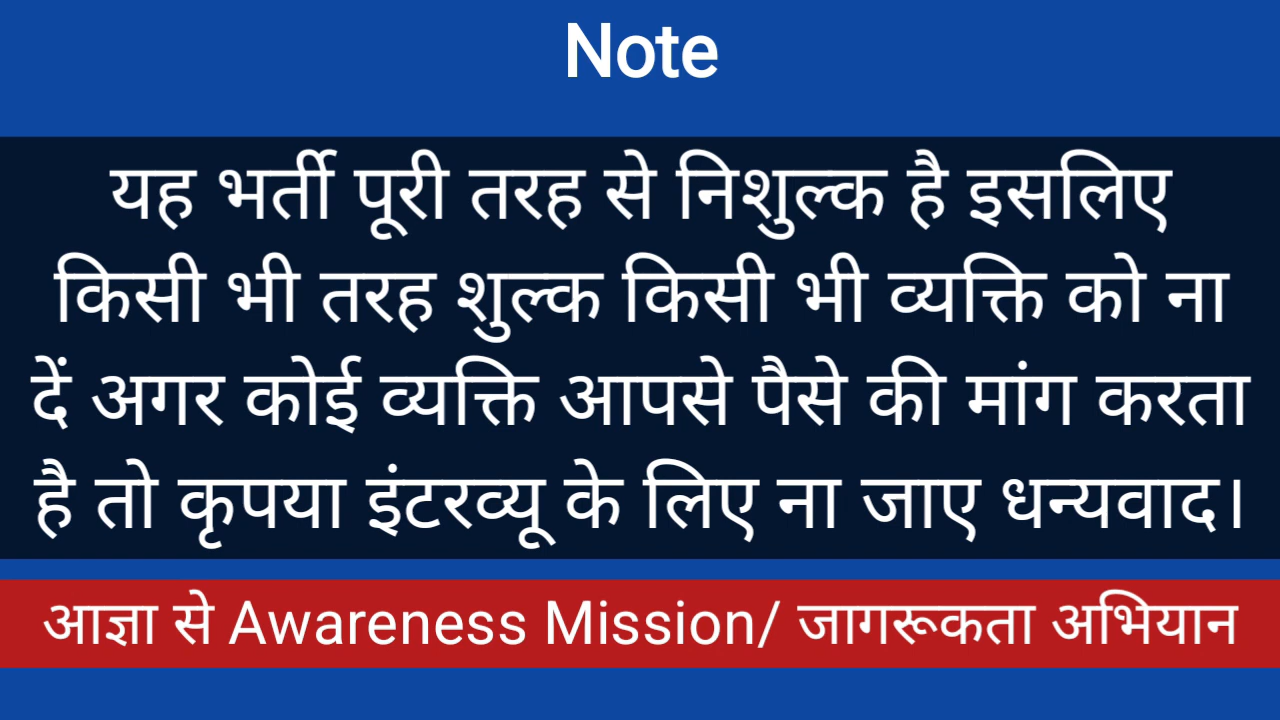 Note
यह भर्ती पूरी तरह से निशुल्क है इसलिए
किसी भी तरह शुल्क किसी भी व्यक्ति को ना
दें अगर कोई व्यक्ति आपसे पैसे की मांग करता
है तो कृपया इंटरव्यू के लिए ना जाए धन्यवाद।
आज्ञा से Awareness Mission/ जागरूकता अभियान